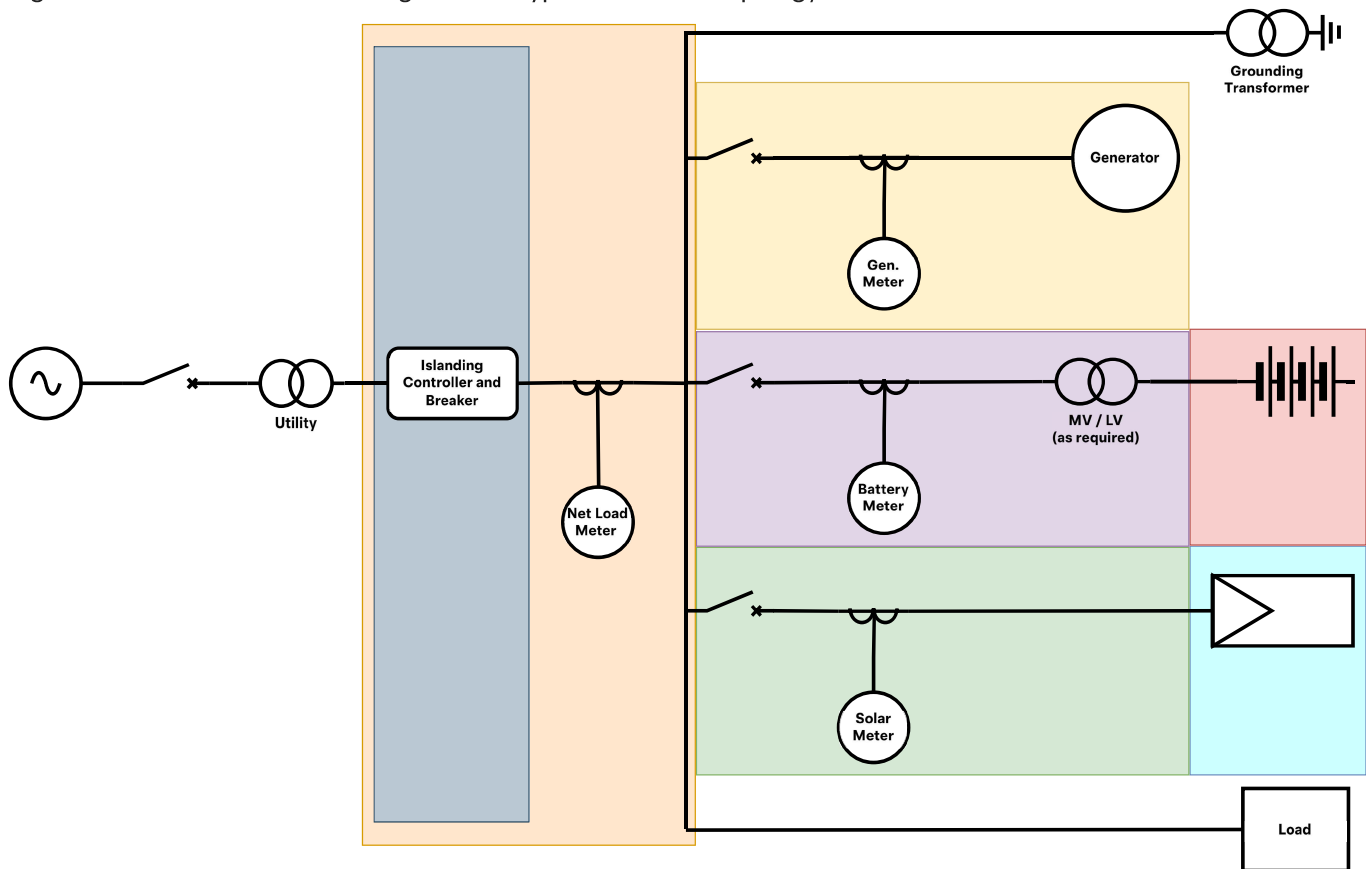 Grounding
Transformer
Generator
Gen.
Meter
Islanding
Controller and
Breaker
Utility
MV / LV
(as required)
Battery
Meter
Net Load
Meter
Solar
Meter
Load